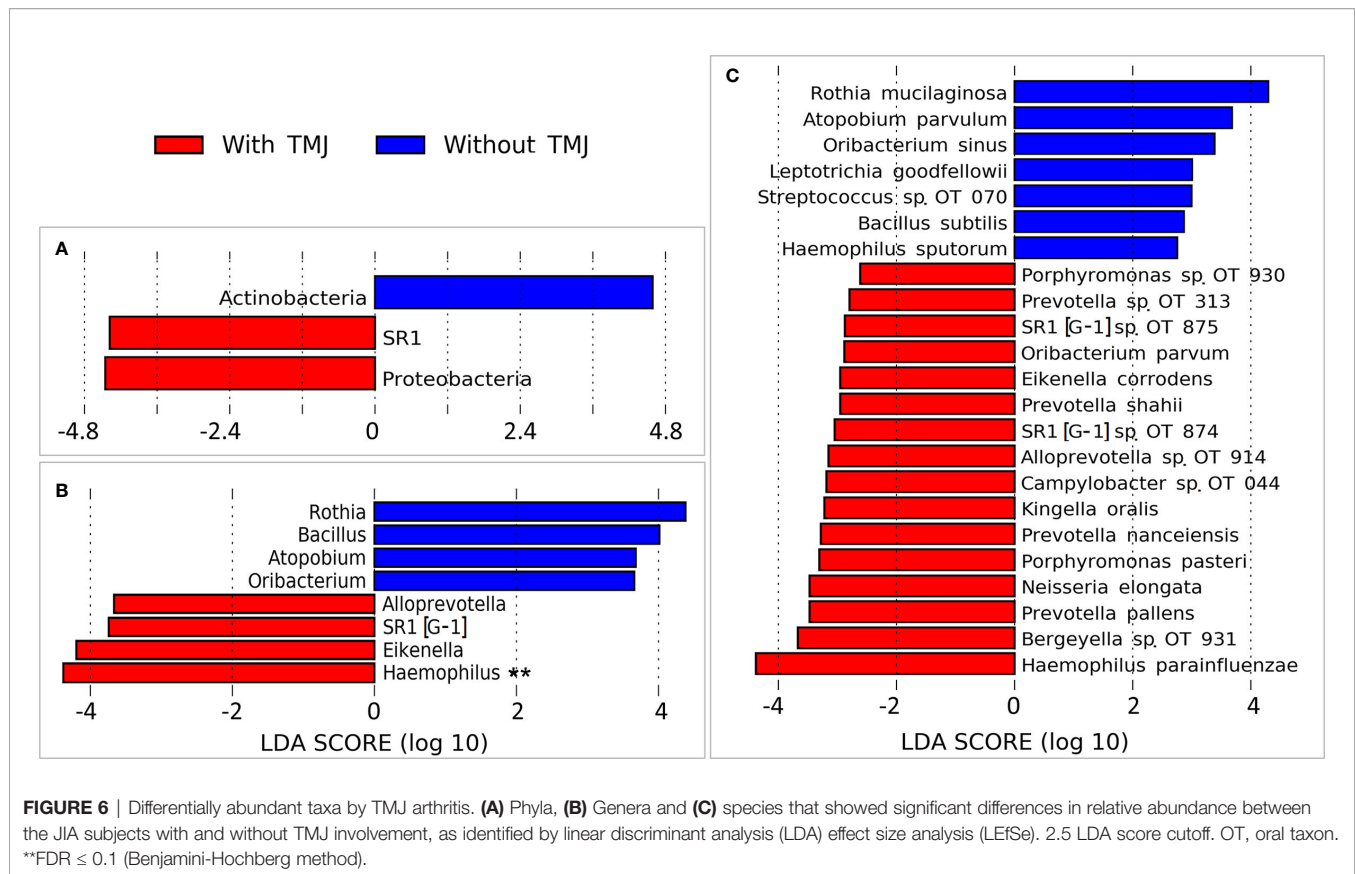 With TMJ
Without TMJ
A
Actinobacteria
SR1
Proteobacteria
-4.8 -2.4 0 2.4 4.8
B
Rothia
Bacillus
Atopobium
Oribacterium
Alloprevotella
SR1 [G-1]
Eikenella
Haemophilus **
-4 -2 0 2 4
LDA SCORE (log 10)
C
Rothia mucilaginosa
Atopobium parvulum
Oribacterium sinus
Leptotrichia goodfellowii
Streptococcus sp. OT 070
Bacillus subtilis
Haemophilus sputorum
Porphyromonas sp. OT 930
Prevotella sp. OT 313
SR1 [G-1] sp. OT 875
Oribacterium parvum
Eikenella corrodens
Prevotella shahii
SR1 [G-1] sp. OT 874
Alloprevotella sp. OT 914
Campylobacter sp. OT 044
Kingella oralis
Prevotella nanceiensis
Porphyromonas pasteri
Neisseria elongata
Prevotella pallens
Bergeyella sp. OT 931
Haemophilus parainfluenzae
-4 -2 0 2 4
LDA SCORE (log 10)
FIGURE 6 | Differentially abundant taxa by TMJ arthritis. (A) Phyla, (B) Genera and (C) species that showed significant differences in relative abundance between
the JIA subjects with and without TMJ involvement, as identified by linear discriminant analysis (LDA) effect size analysis (LEfSe). 2.5 LDA score cutoff. OT, oral taxon.
**FDR ≤ 0.1 (Benjamini-Hochberg method).